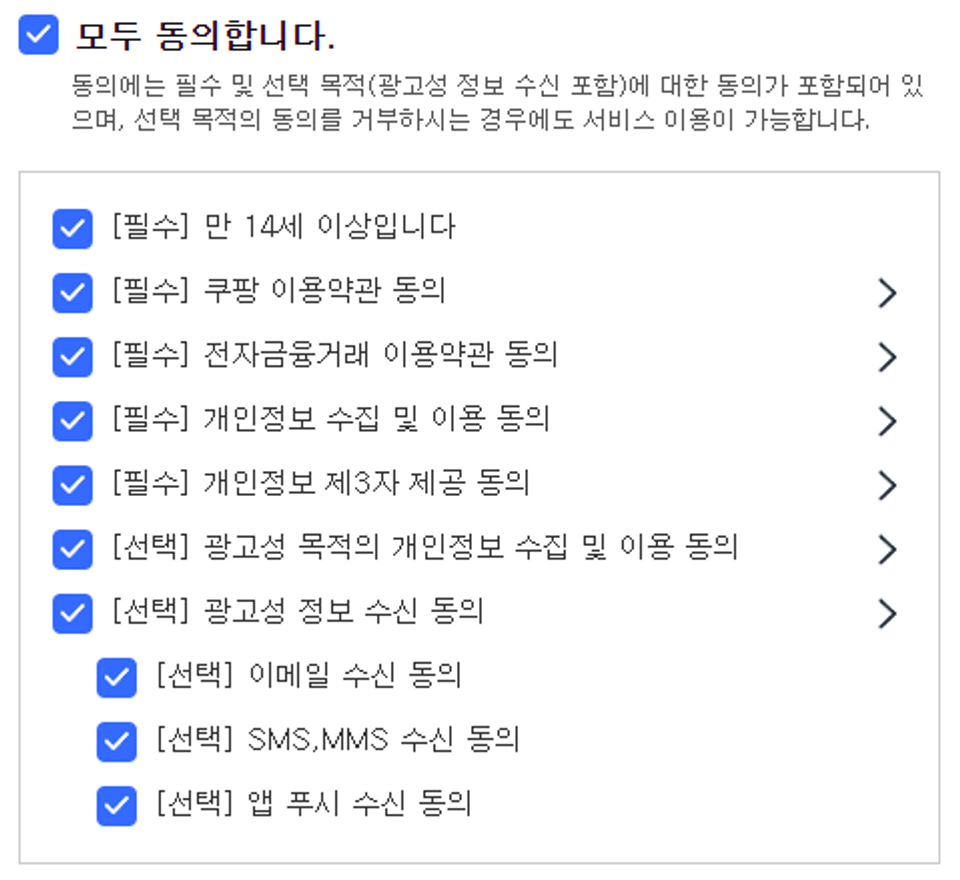 모두 동의합니다.
동의에는 필수 및 선택 목적(광고성 정보 수신 포함)에 대한 동의가 포함되어 있
으며, 선택 목적의 동의를 거부하시는 경우에도 서비스 이용이 가능합니다.
[필수] 만 14세 이상입니다
[필수] 쿠팡 이용약관 동의
[필수] 전자금융거래 이용약관 동의
[필수] 개인정보 수집 및 이용 동의
[필수] 개인정보 제3자 제공 동의
[선택] 광고성 목적의 개인정보 수집 및 이용 동의
[선택] 광고성 정보 수신 동의
[선택] 이메일 수신 동의
[선택] SMS,MMS 수신 동의
[선택] 앱 푸시 수신 동의